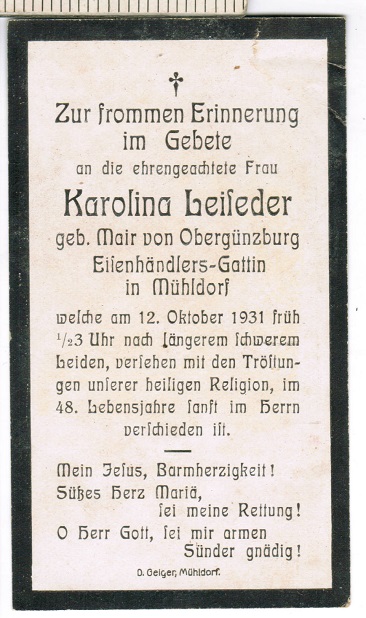 †
Zur frommen Erinnerung
im Gebete
an die ehrengeachtete Frau
Karolina Leiſeder
geb. Mair von Obergünzburg
Eiſenhändlers-Gattin
in Mühldorf
welche am 12. Oktober 1931 früh
½3 Uhr nach längerem ſchwerem
Leiden, verſehen mit den Tröſtun-
gen unſerer heiligen Religion, im
48. Lebensjahre ſanft im Herrn
verſchieden iſt.
Mein Jeſus, Barmherzigkeit!
Süßes Herz Mariä,
ſei meine Rettung!
O Herr Gott, ſei mir armen
Sünder gnädig!
D. Geiger, Mühldorf.